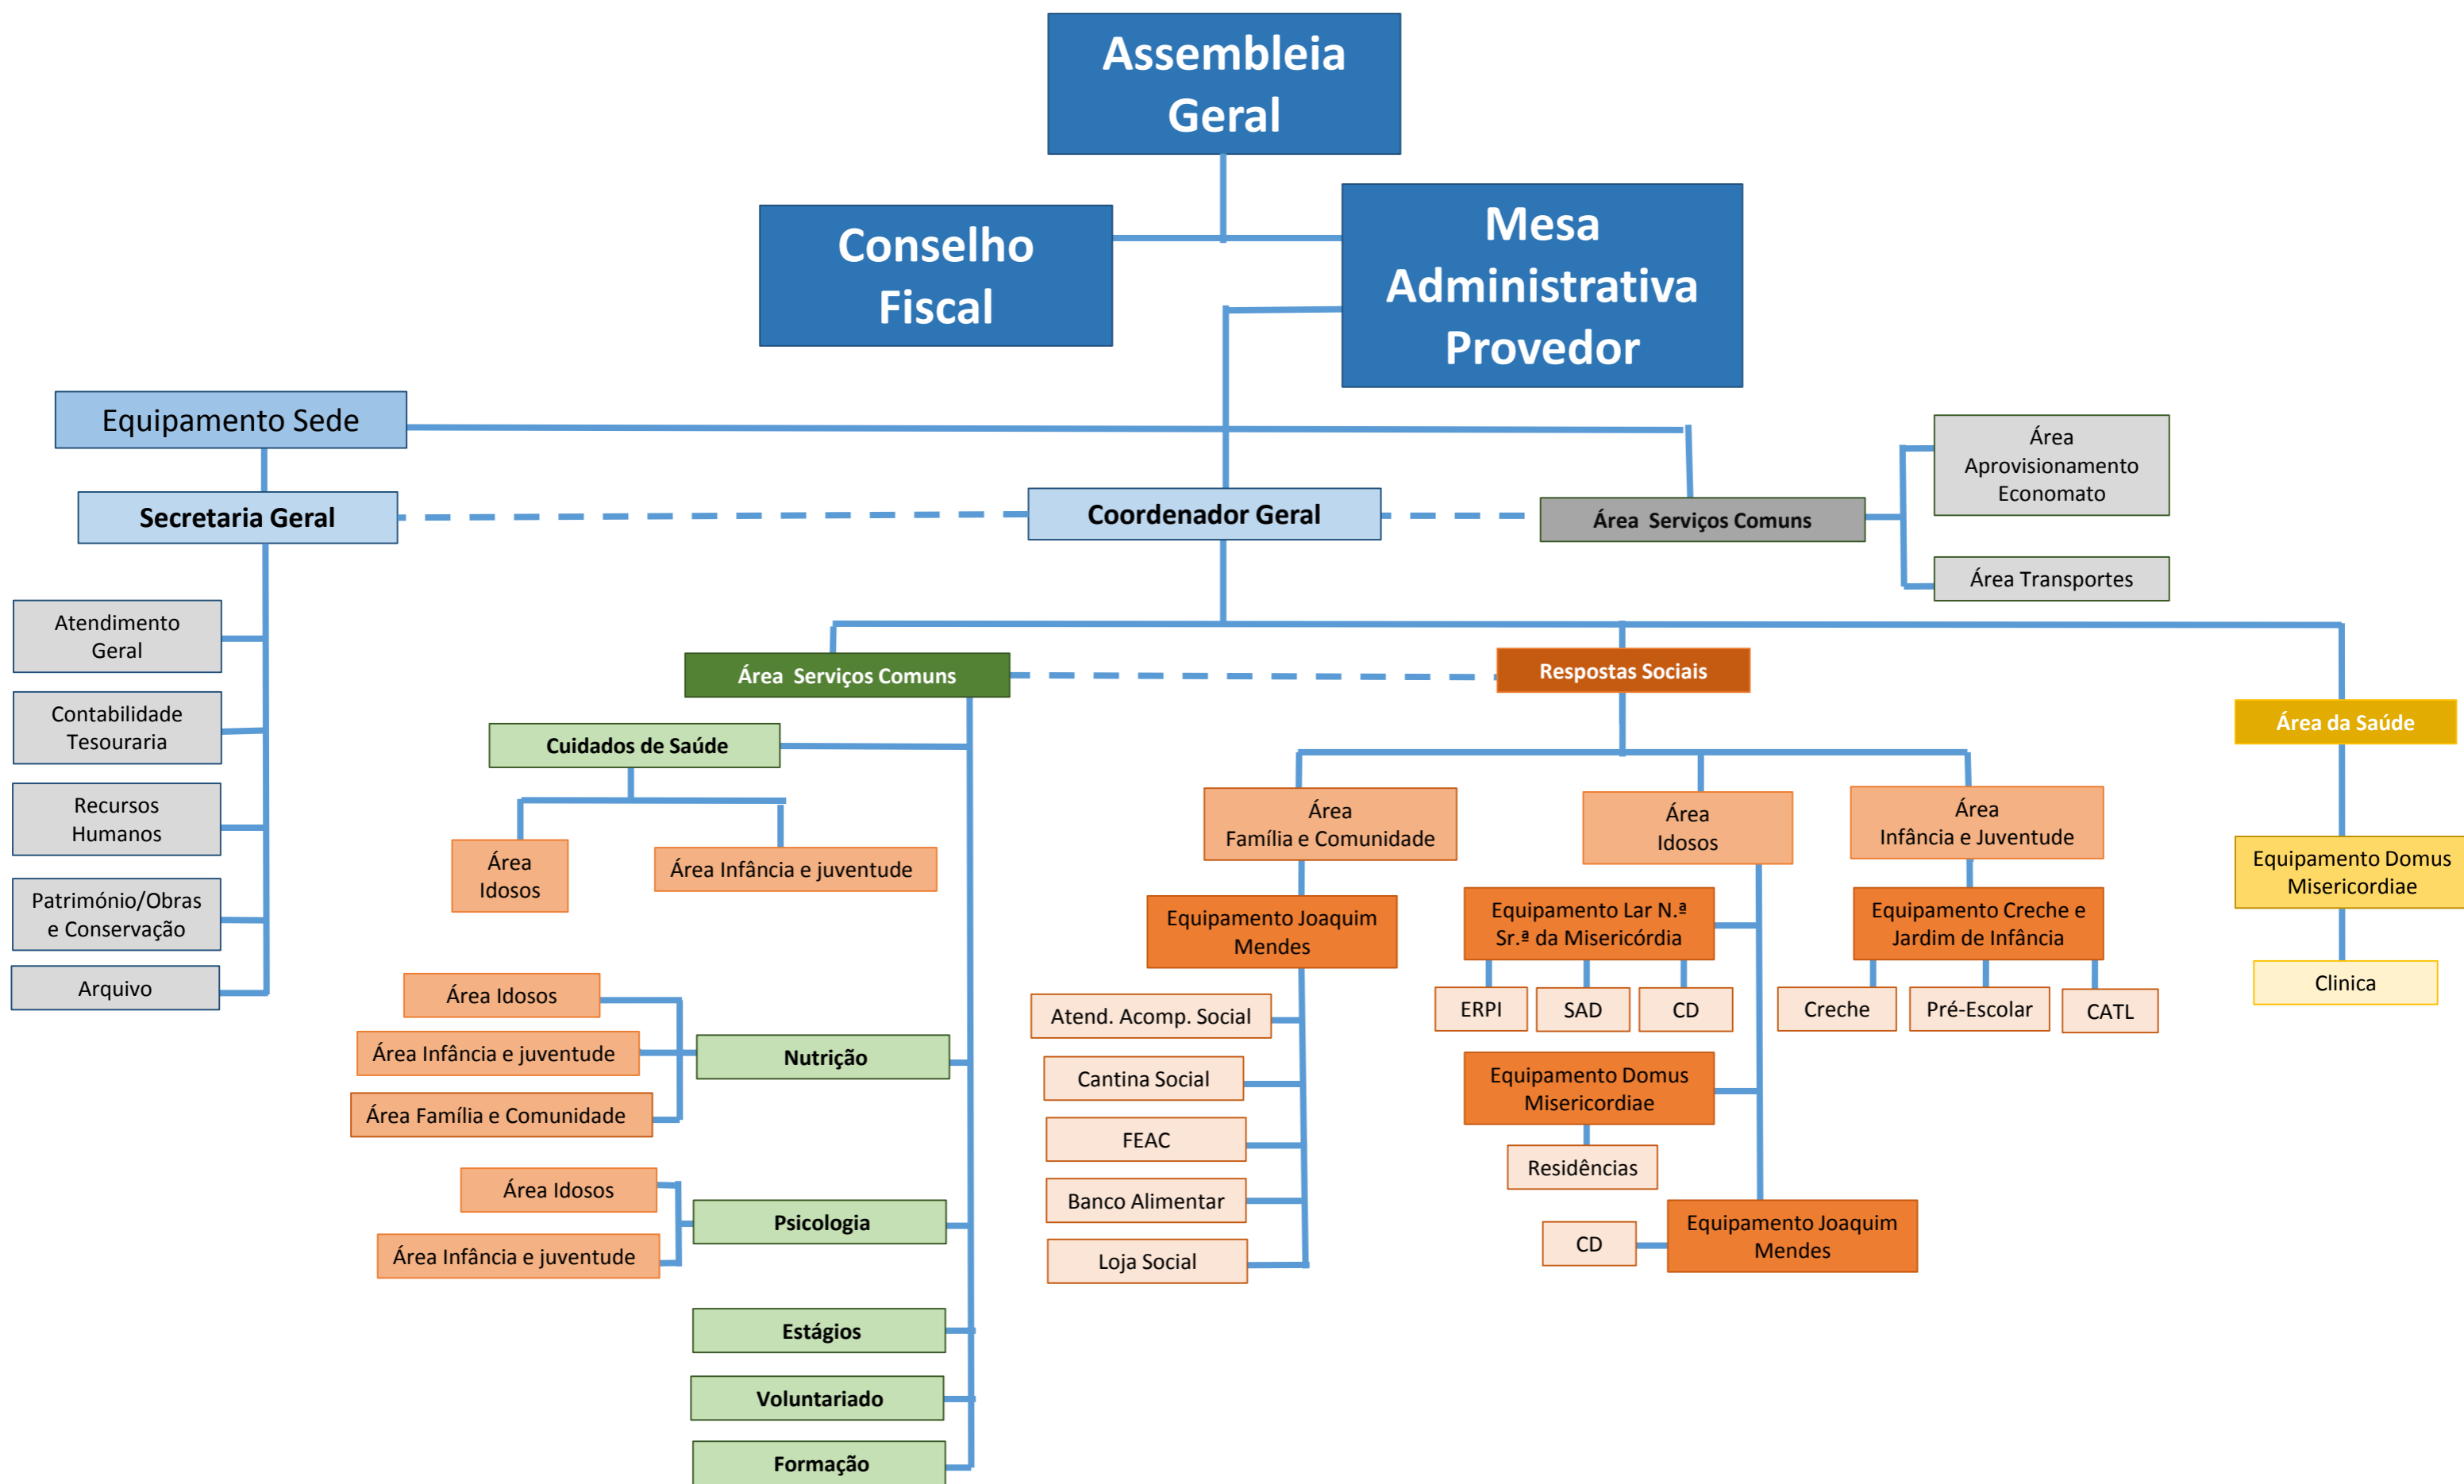 Assembleia
Geral
Conselho
Fiscal
Mesa
Administrativa
Provedor
Equipamento Sede
Secretaria Geral
Coordenador Geral
Área  Serviços Comuns
Área
Aprovisionamento
Economato
Área Transportes
Atendimento
Geral
Contabilidade
Tesouraria
Recursos
Humanos
Património/Obras
e Conservação
Arquivo
Área  Serviços Comuns
Cuidados de Saúde
Área
Idosos
Área Infância e juventude
Área Idosos
Área Infância e juventude
Área Família e Comunidade
Nutrição
Área Idosos
Área Infância e juventude
Psicologia
Estágios
Voluntariado
Formação
Respostas Sociais
Área
Família e Comunidade
Equipamento Joaquim
Mendes
Atend. Acomp. Social
Cantina Social
FEAC
Banco Alimentar
Loja Social
Área
Idosos
Equipamento Lar N.ª
Sr.ª da Misericórdia
ERPI
SAD
CD
Equipamento Domus
Misericordiae
Residências
Equipamento Joaquim
Mendes
CD
Área
Infância e Juventude
Equipamento Creche e
Jardim de Infância
Creche
Pré-Escolar
CATL
Área da Saúde
Equipamento Domus
Misericordiae
Clinica